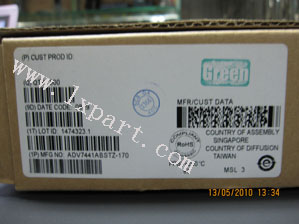 (P) CUST PROD ID:
Green
(9D) DATE CODE:
MFR/CUST DATA
(1T) LOT ID: 1474323.1
COMPLIANT
RoHS
COUNTRY OF ASSEMBLY
SINGAPORE
COUNTRY OF DIFFUSION
TAIWAN
(1P) MFG NO: ADV7441ABSTZ-170
MSL 3
www.lxpart.com
13/05/2010 13:34